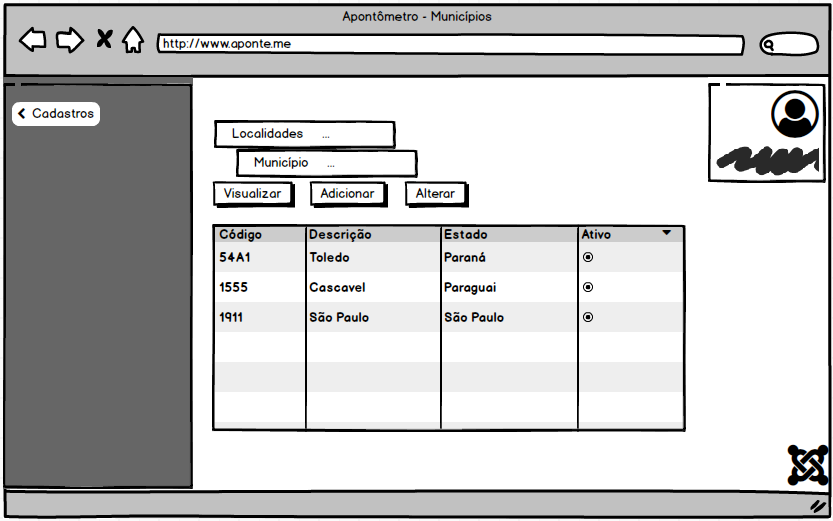 Apontômetro - Municípios
http://www.aponte.me
Cadastros
Localidades ...
Município ...
Visualizar Adicionar Alterar
Código Descrição Estado Ativo
54A1 Toledo Paraná
1555 Cascavel Paraguai
1911 São Paulo São Paulo